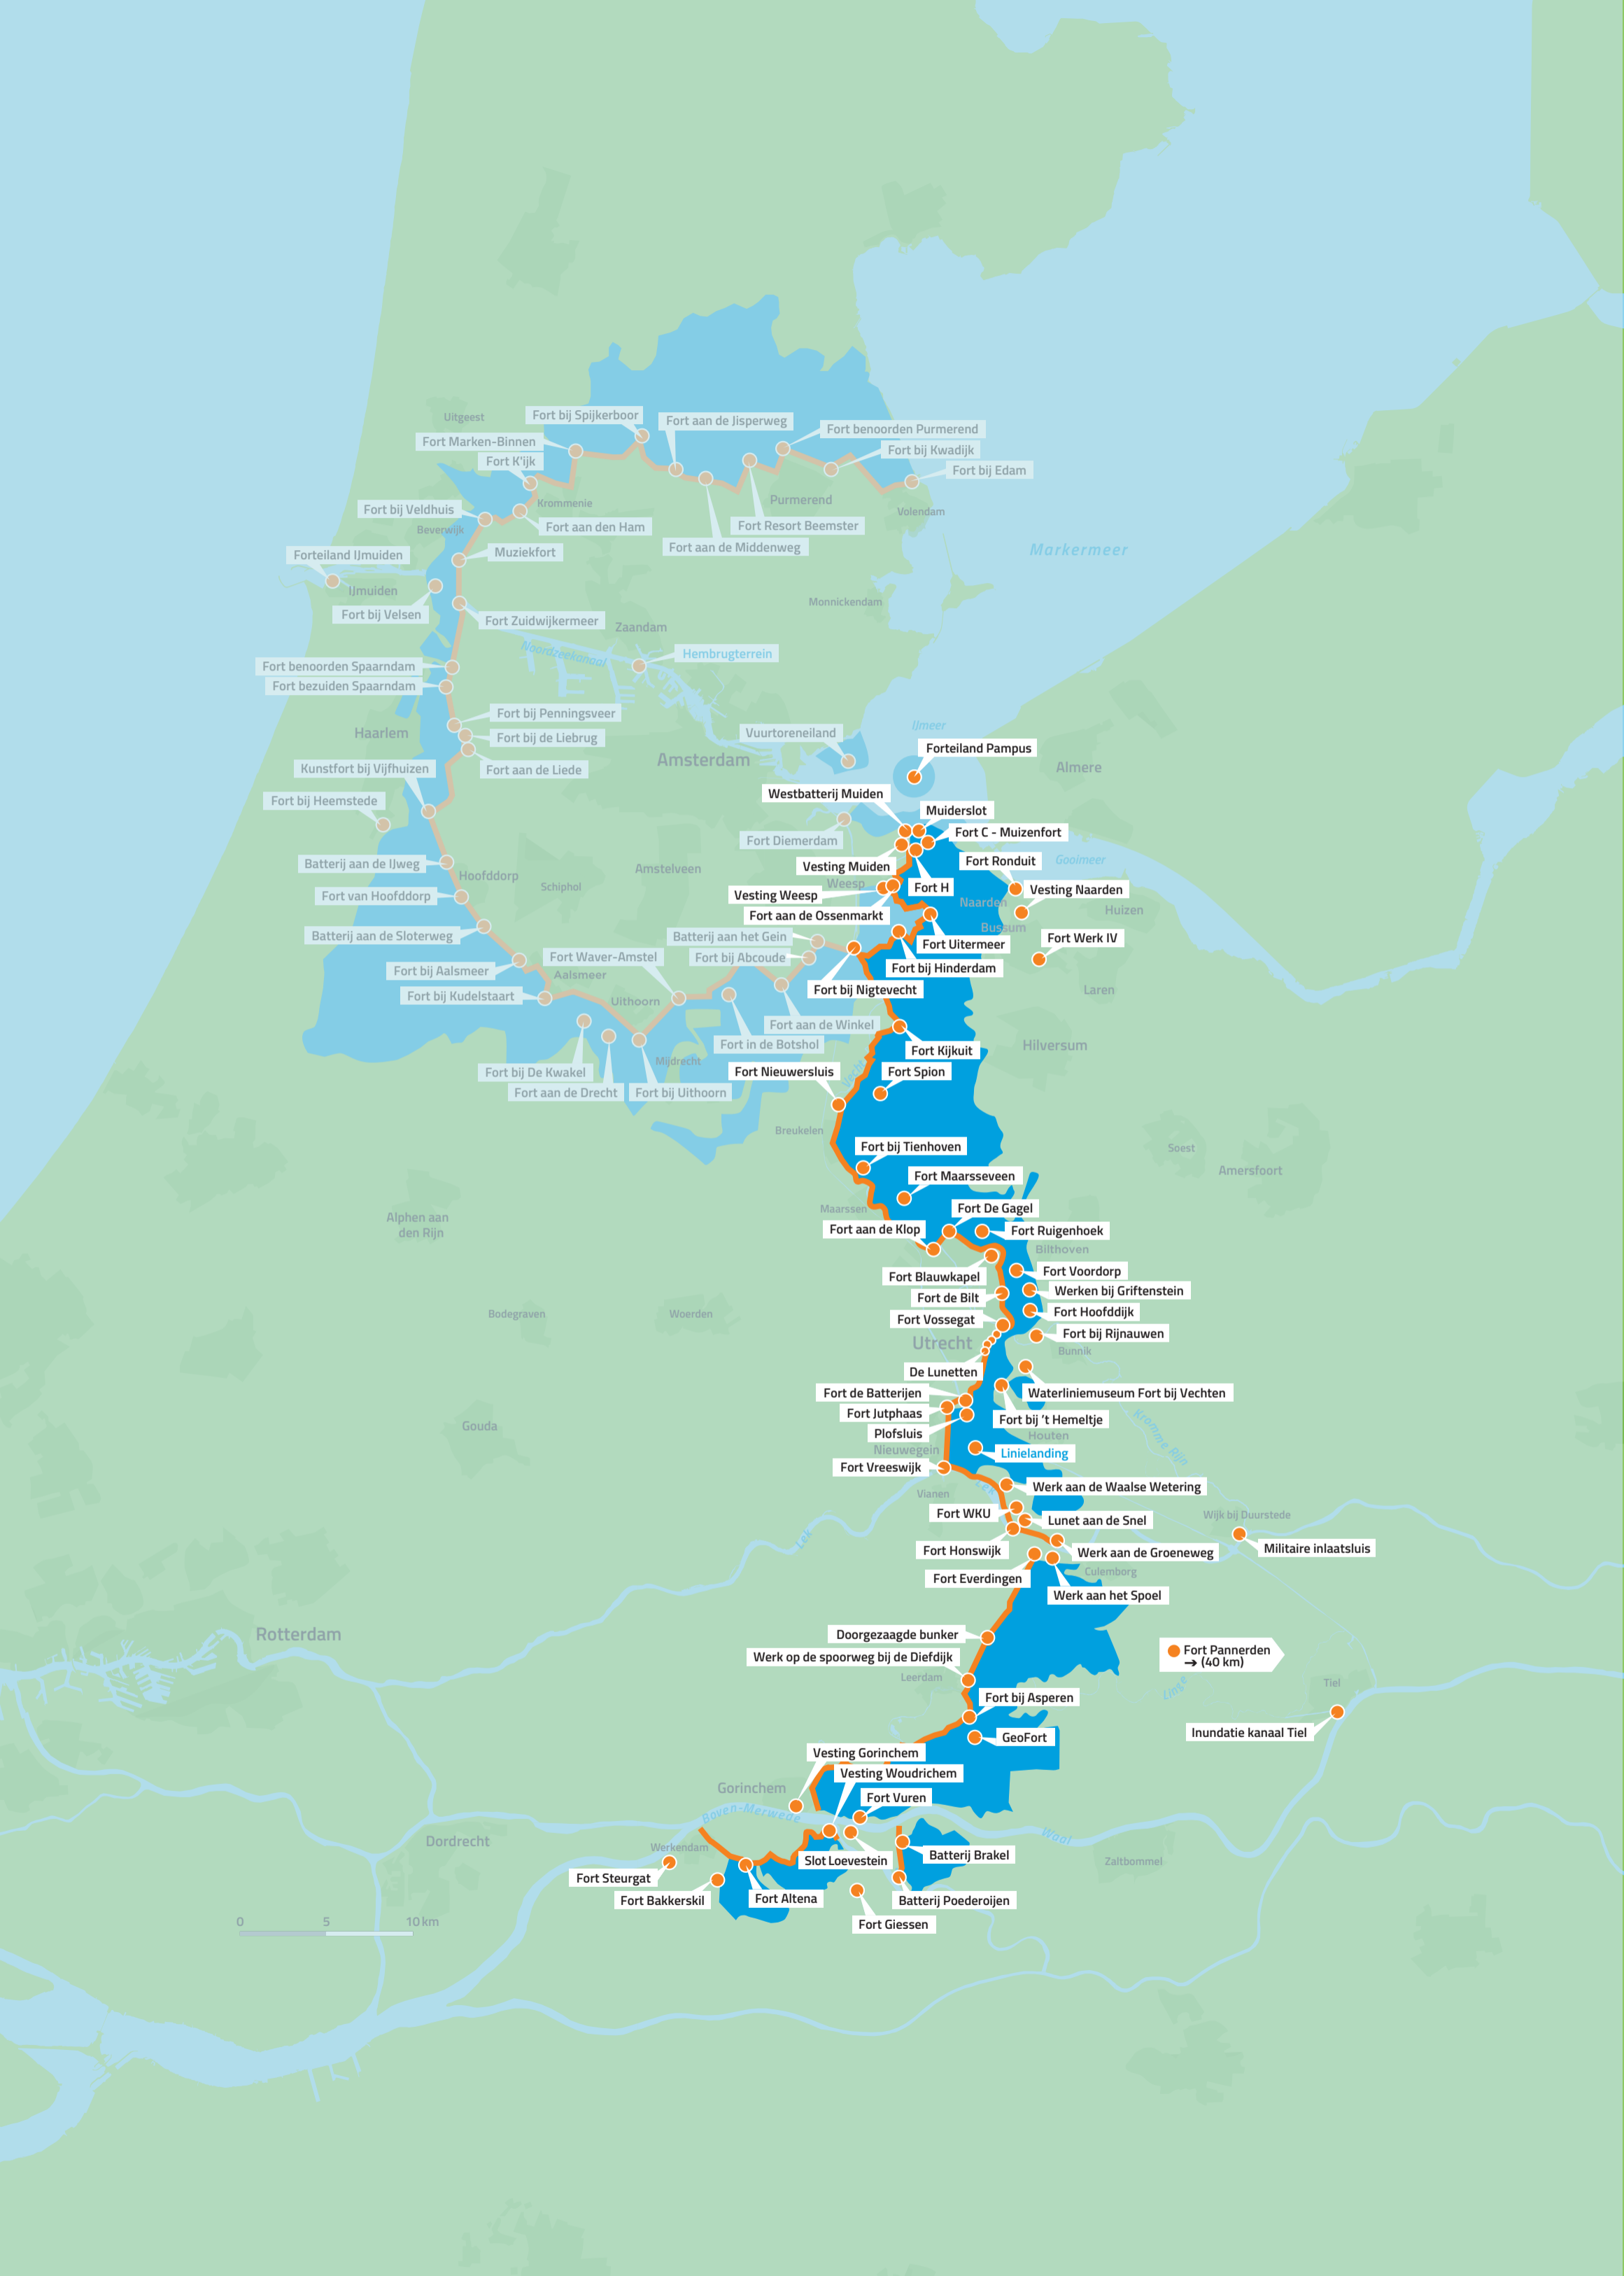 Uitgeest
Fort bij Spijkerboor
Fort aan de Jisperweg
Fort benoorden Purmerend
Fort Marken-Binnen
Fort bij Kwadijk
Fort K'ijk
Fort bij Edam
Krommenie
Purmerend
Fort bij Veldhuis
Volendam
Beverwijk
Fort aan den Ham
Fort Resort Beemster
Fort aan de Middenweg
Markermeer
Forteiland IJmuiden
Muziekfort
IJmuiden
Monnickendam
Fort bij Velsen
Fort Zuidwijkermeer
Zaandam
Noordzeekanaal
Hembrugterrein
Fort benoorden Spaarndam
Fort bezuiden Spaarndam
Fort bij Penningsveer
IJmeer
Haarlem
Fort bij de Liebrug
Vuurtoreneiland
Forteiland Pampus
Amsterdam
Kunstfort bij Vijfhuizen
Fort aan de Liede
Almere
Westbatterij Muiden
Fort bij Heemstede
Muiderslot
Fort C - Muizenfort
Fort Diemerdam
Batterij aan de IJweg
Amstelveen
Vesting Muiden
Fort Ronduit
Gooimeer
Hoofddorp
Schiphol
Weesp
Fort H
Vesting Naarden
Fort van Hoofddorp
Vesting Weesp
Naarden
Huizen
Fort aan de Ossenmarkt
Bussum
Batterij aan de Sloterweg
Batterij aan het Gein
Fort Uitermeer
Fort Werk IV
Fort Waver-Amstel
Fort bij Abcoude
Fort bij Aalsmeer
Aalsmeer
Fort bij Hinderdam
Fort bij Nigtevecht
Laren
Fort bij Kudelstaart
Uithoorn
Fort aan de Winkel
Fort in de Botshol
Fort Kijkuit
Hilversum
Mijdrecht
Fort bij De Kwakel
Fort Nieuwersluis
Fort Spion
Vecht
Fort aan de Drecht
Fort bij Uithoorn
Breukelen
Fort bij Tienhoven
Soest
Fort Maarsseveen
Amersfoort
Maarssen
Fort De Gagel
Alphen aan
den Rijn
Fort aan de Klop
Fort Ruigenhoek
Bilthoven
Fort Blauwkapel
Fort Voordorp
Werken bij Griftenstein
Fort de Bilt
Fort Hoofddijk
Bodegraven
Woerden
Fort Vossegat
Fort bij Rijnauwen
Utrecht
Bunnik
De Lunetten
Fort de Batterijen
Waterliniemuseum Fort bij Vechten
Fort Jutphaas
Fort bij 't Hemeltje
Gouda
Plofsluis
Houten
Kromme Rijn
Nieuwegein
Linielanding
Fort Vreeswijk
Lek
Werk aan de Waalse Wetering
Vianen
Fort WKU
Lunet aan de Snel
Wijk bij Duurstede
Lek
Fort Honswijk
Werk aan de Groeneweg
Militaire inlaatsluis
Fort Everdingen
Culemborg
Werk aan het Spoel
Rotterdam
Doorgezaagde bunker
Fort Pannerden
➔ (40 km)
Werk op de spoorweg bij de Diefdijk
Leerdam
Linge
Tiel
Fort bij Asperen
Inundatie kanaal Tiel
GeoFort
Vesting Gorinchem
Vesting Woudrichem
Gorinchem
Fort Vuren
Boven-Merwede
Waal
Dordrecht
Werkendam
Slot Loevestein
Batterij Brakel
Zaltbommel
Fort Steurgat
Fort Bakkerskil
Fort Altena
Batterij Poederoijen
Fort Giessen
0 5 10 km